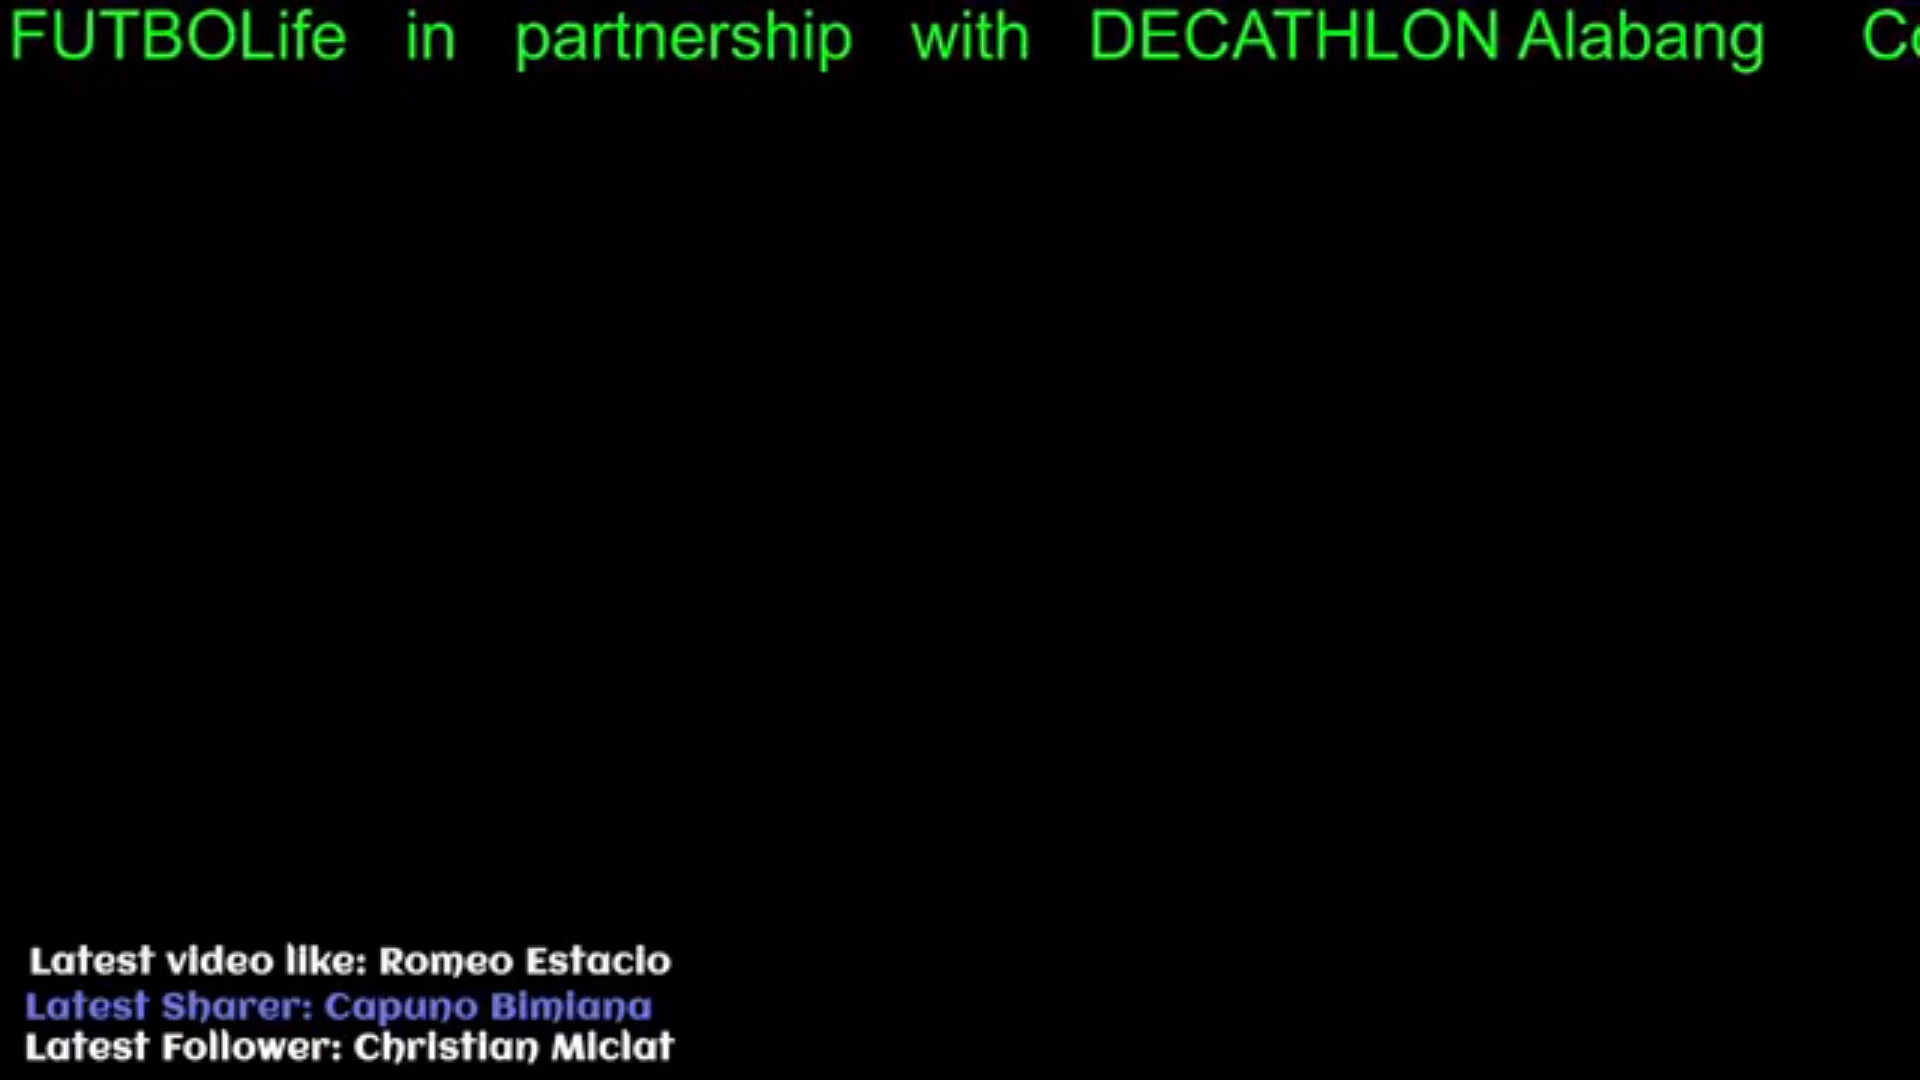 FUTBOLife in partnership with DECATHLON Alabang Co
Latest video like: Romeo Estacio
Latest Sharer: Capuno Bimiana
Latest Follower: Christian Miclat